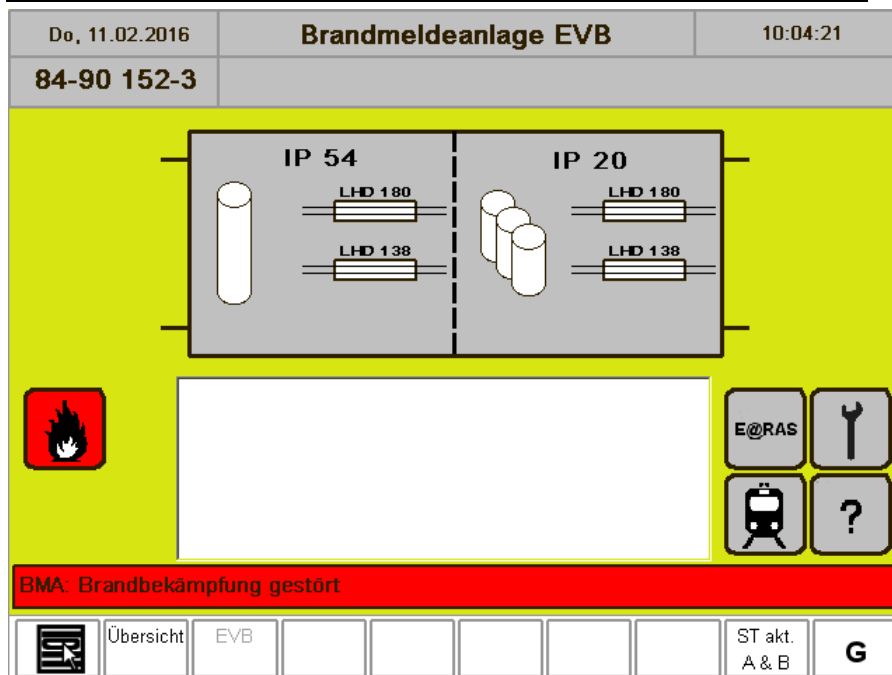 Do, 11.02.2016
Brandmeldeanlage EVB
10:04:21
84-90 152-3
IP 54
IP 20
LHD 180
LHD 180
LHD 138
LHD 138
E@RAS
?
BMA: Brandbekämpfung gestört
Übersicht
EVB
ST akt.
A & B
G